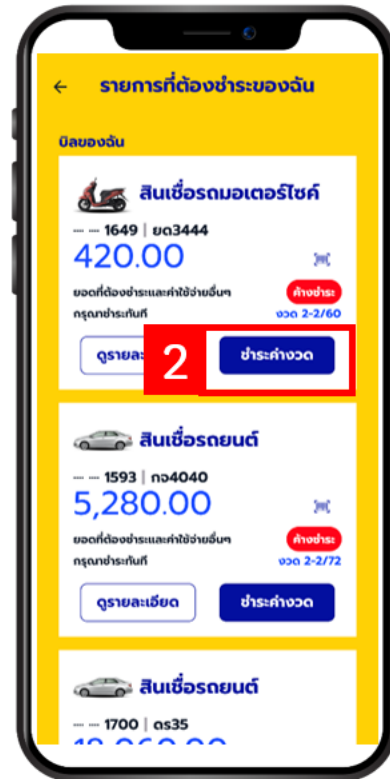 ← รายการที่ต้องชำระของฉัน
บิลของฉัน
สินเชื่อรถมอเตอร์ไซค์
--- --- 1649 | ยด3444
420.00
ยอดที่ต้องชำระและค่าใช้จ่ายอื่นๆ ค้างชำระ
กรุณาชำระทันที งวด 2-2/60
ดูรายละ 2 ชำระค่างวด
สินเชื่อรถยนต์
--- --- 1593 | กว4040
5,280.00
ยอดที่ต้องชำระและค่าใช้จ่ายอื่นๆ ค้างชำระ
กรุณาชำระทันที งวด 2-2/72
ดูรายละเอียด ชำระค่างวด
สินเชื่อรถยนต์
--- --- 1700 | ดร35